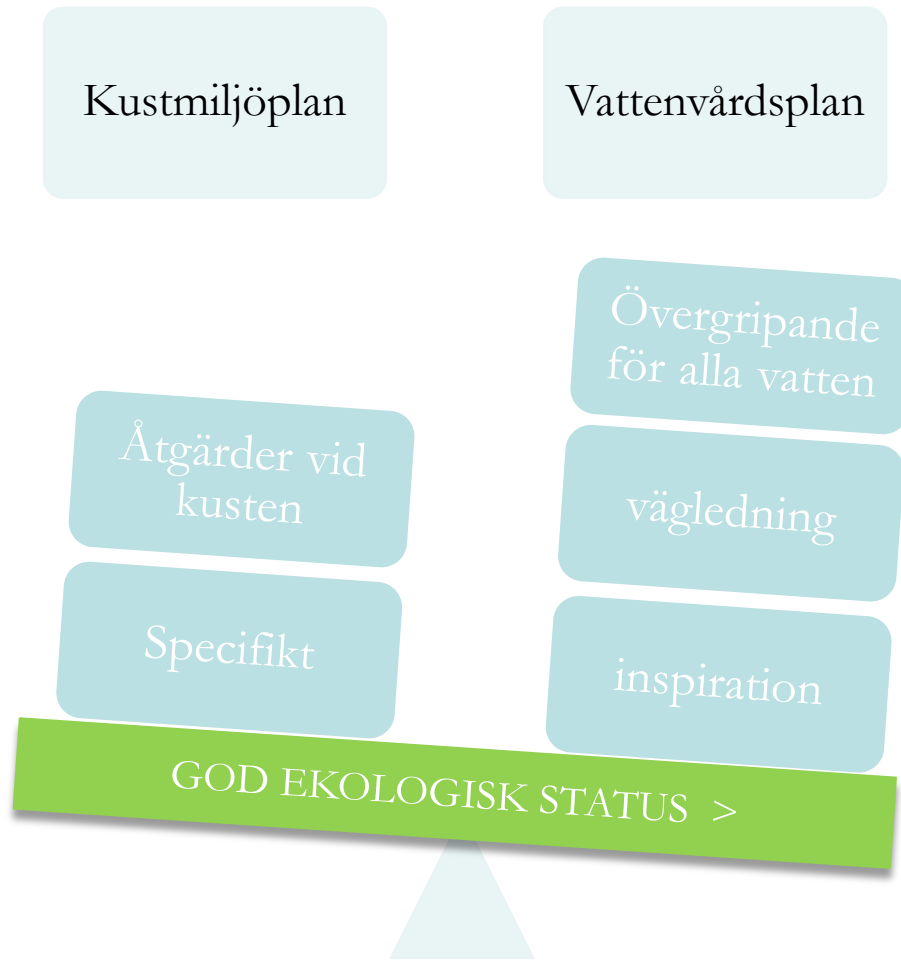 Kustmiljöplan
Vattenvårdsplan
Åtgärder vid
kusten
Specifikt
Övergripande
för alla vatten
vägledning
inspiration
GOD EKOLOGISK STATUS >